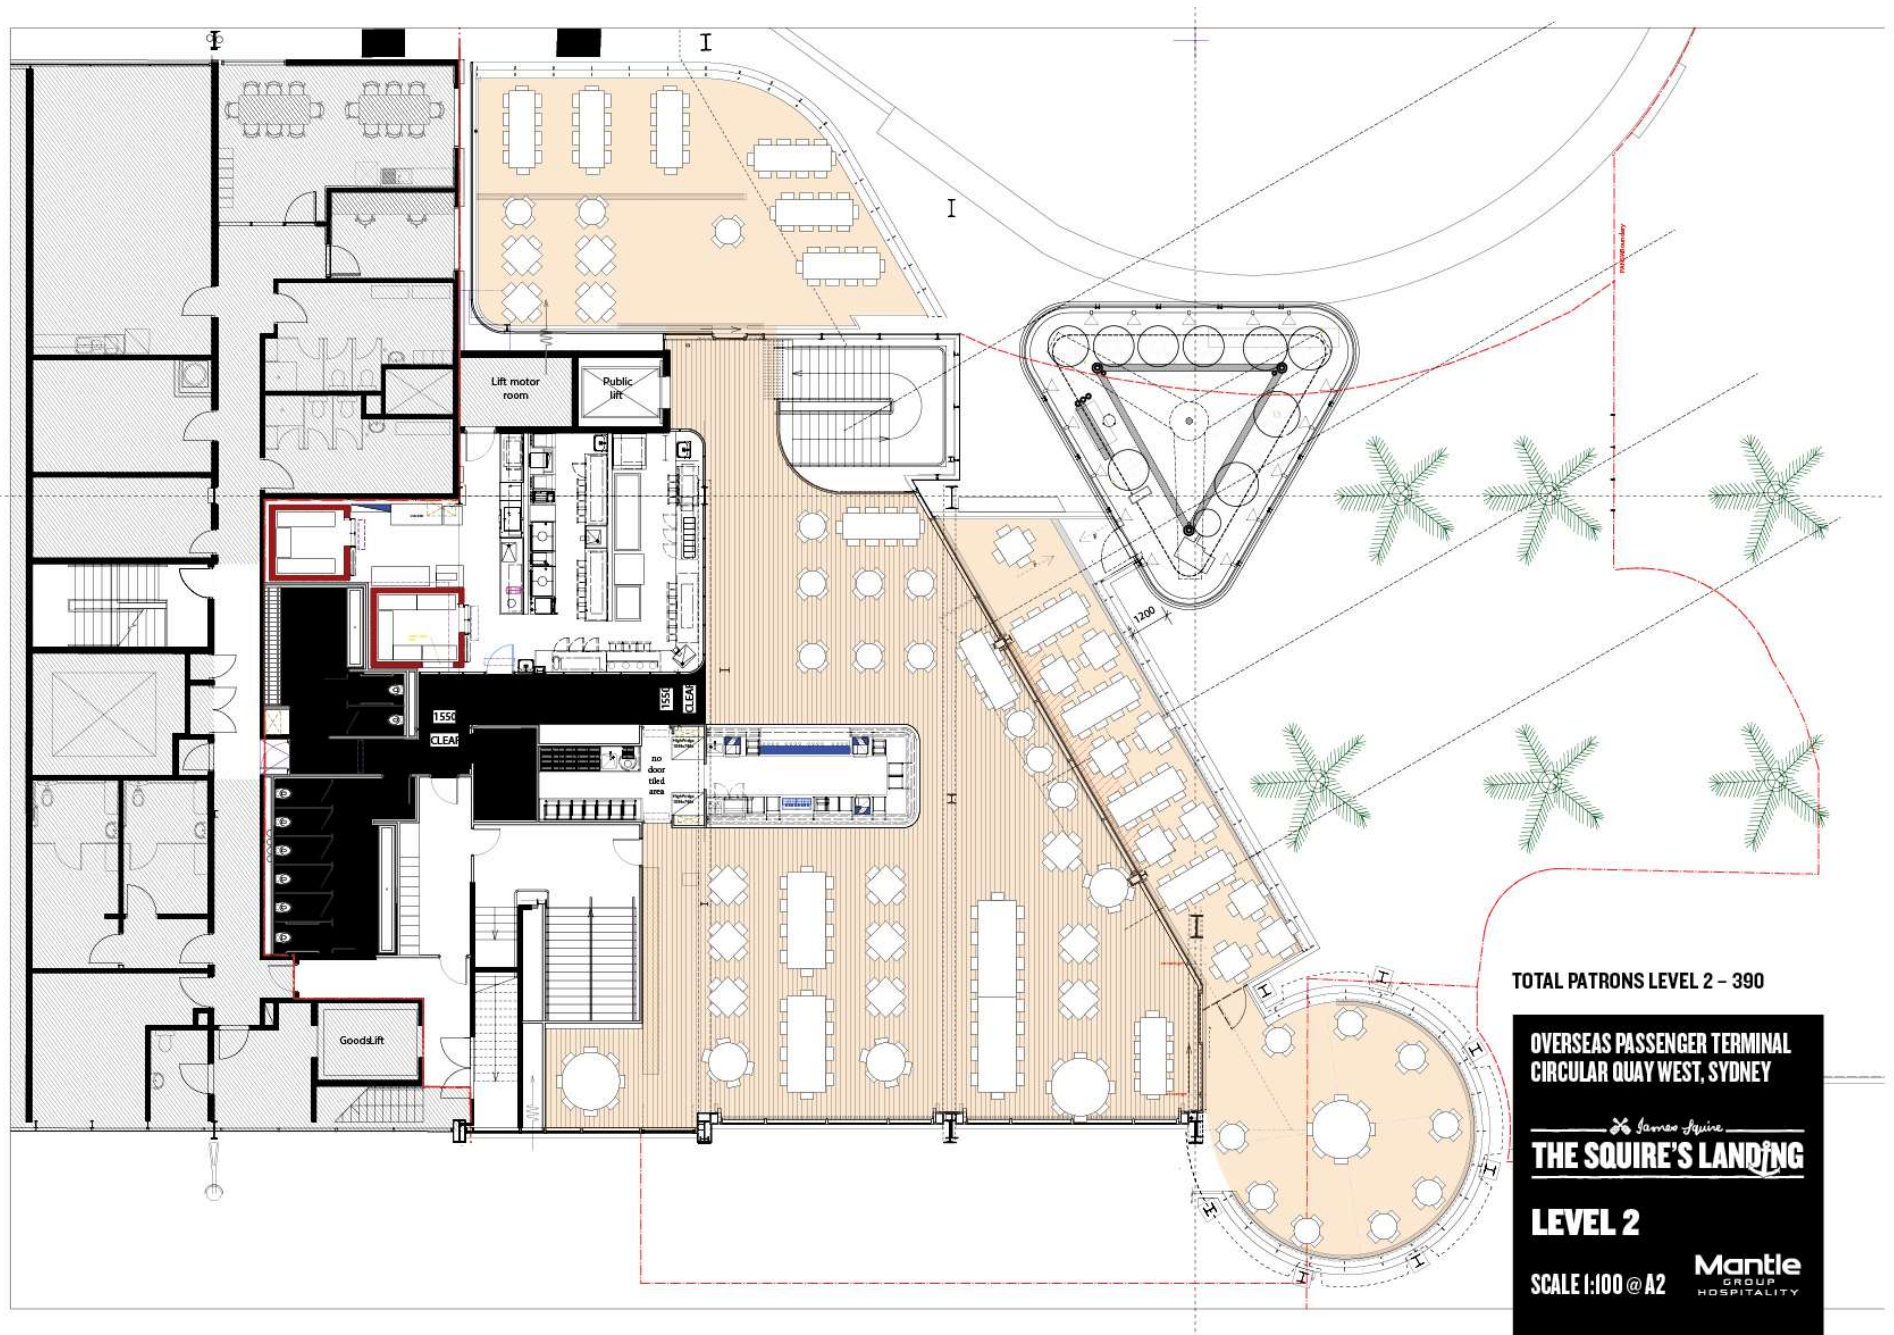 Lift motor
room
Public
lift
1200
155C
CLEAR
155C
CLEAR
no
door
tiled
area
GoodsLift
TOTAL PATRONS LEVEL 2 – 390
OVERSEAS PASSENGER TERMINAL
CIRCULAR QUAY WEST, SYDNEY
James Squire
THE SQUIRE'S LANDING
LEVEL 2
SCALE 1:100 @ A2
Mantle
GROUP
HOSPITALITY